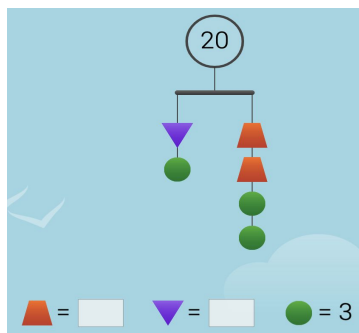 20
= = = 3